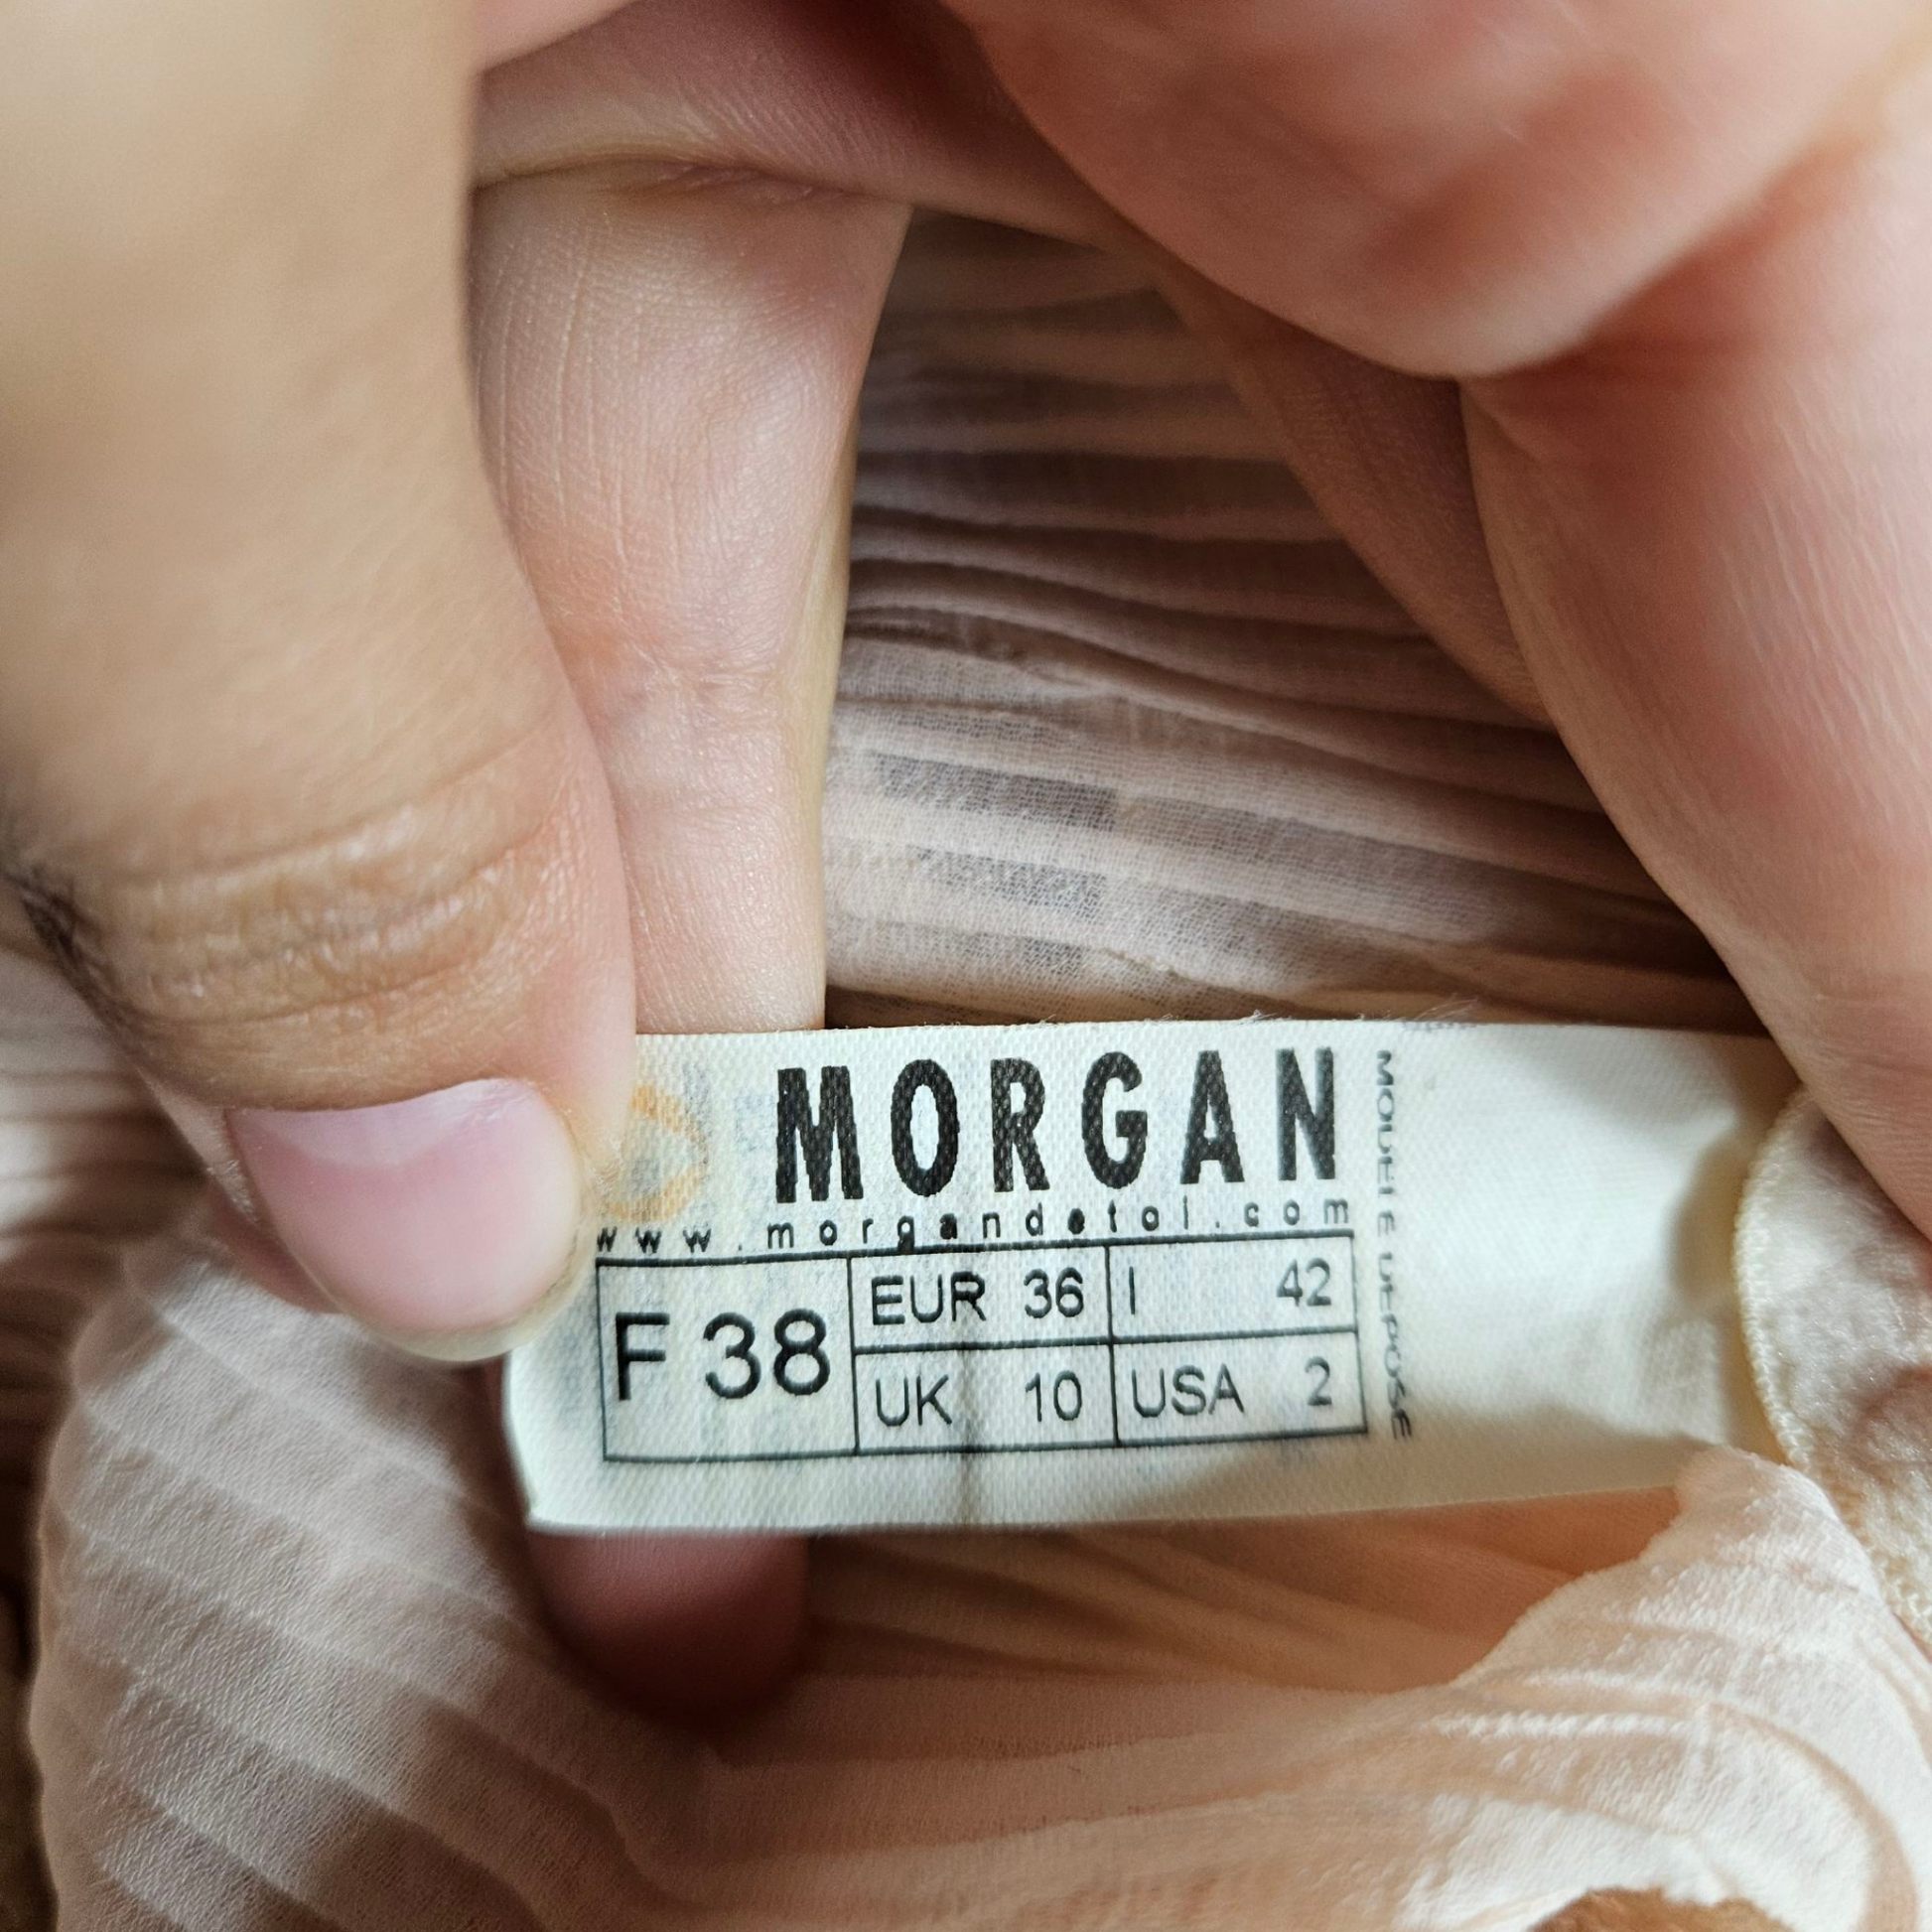 MORGAN
www.morgandetoi.com
F 38
EUR 36
I 42
UK 10
USA 2
MODELE DEPOSE